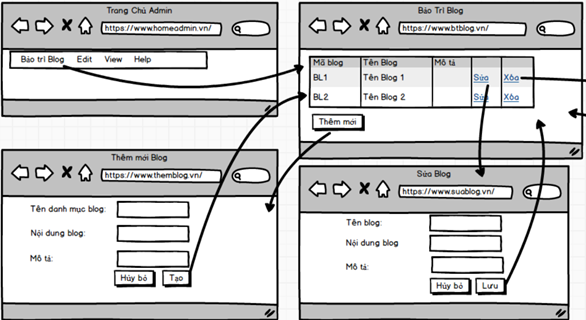 Trang Chủ Admin
https://www.homeadmin.vn/
Bảo trì Blog Edit View Help
Bảo Trì Blog
https://www.btblog.vn/
Mã blog Tên Blog Mô tả
BL1 Tên Blog 1 Sửa Xóa
BL2 Tên Blog 2 Sửa Xóa
Thêm mới
Thêm mới Blog
https://www.themblog.vn/
Tên danh mục blog:
Nội dung blog:
Mô tả:
Hủy bỏ Tạo
Sửa Blog
https://www.suablog.vn/
Tên blog:
Nội dung blog
Mô tả:
Hủy bỏ Lưu